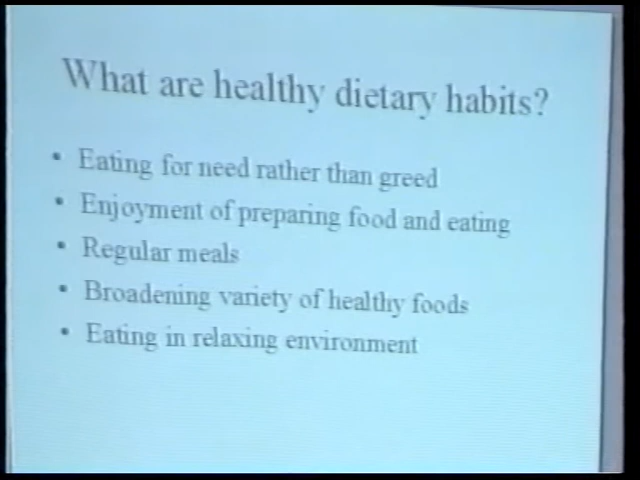 What are healthy dietary habits?
• Eating for need rather than greed
• Enjoyment of preparing food and eating
• Regular meals
• Broadening variety of healthy foods
• Eating in relaxing environment